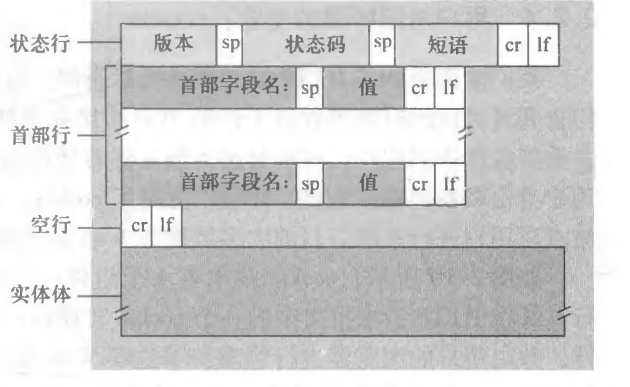 状态行 版本 sp 状态码 sp 短语 cr lf
首部字段名： sp 值 cr lf
首部行
首部字段名： sp 值 cr lf
空行 cr lf
实体体